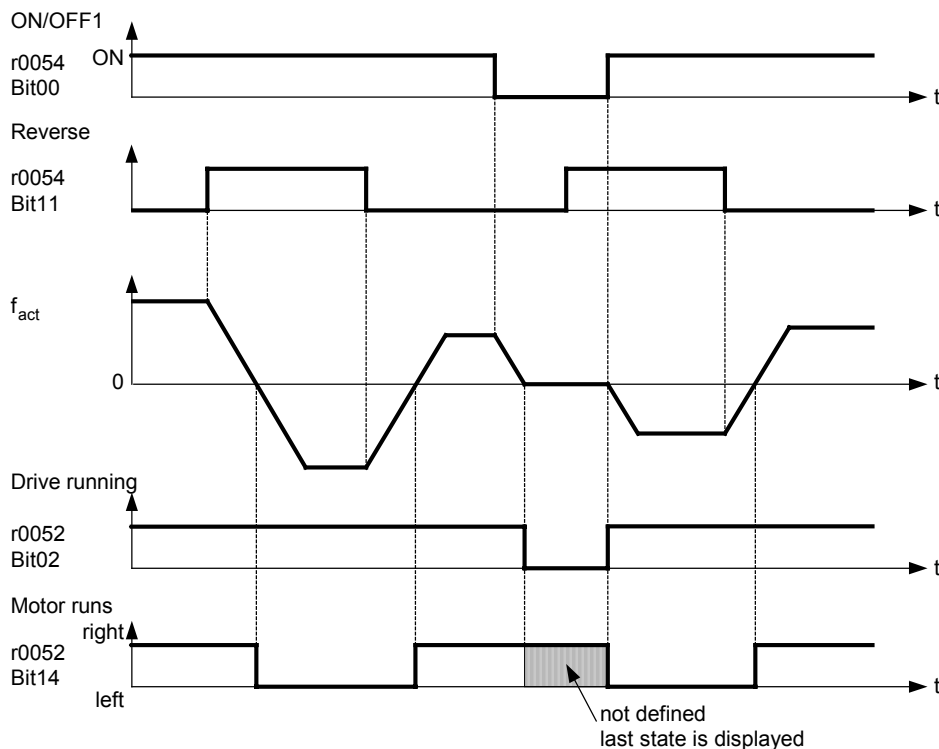 ON/OFF1
ON
r0054
Bit00
t
Reverse
r0054
Bit11
t
fact
0
t
Drive running
r0052
Bit02
t
Motor runs
right
r0052
Bit14
left
t
not defined
last state is displayed